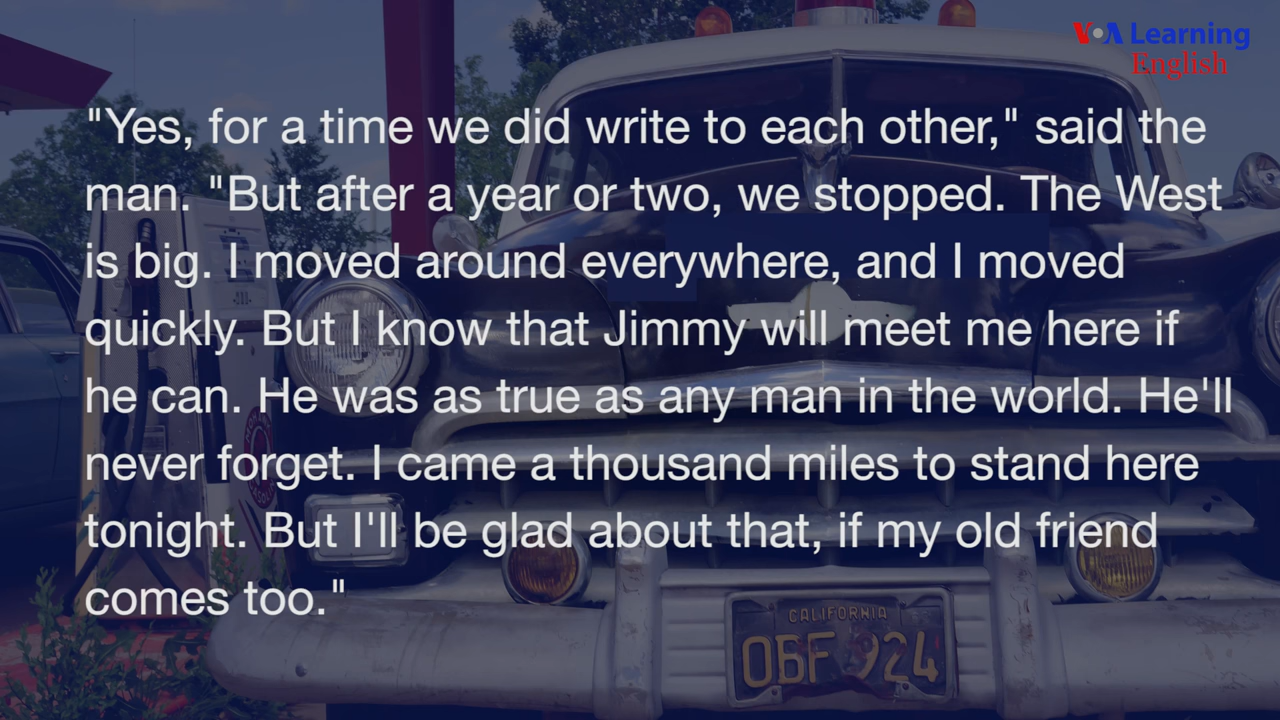 VOA Learning
English
"Yes, for a time we did write to each other," said the
man. "But after a year or two, we stopped. The West
is big. I moved around everywhere, and I moved
quickly. But I know that Jimmy will meet me here if
he can. He was as true as any man in the world. He'll
never forget. I came a thousand miles to stand here
tonight. But I'll be glad about that, if my old friend
comes too."
CALIFORNIA
OBF 924